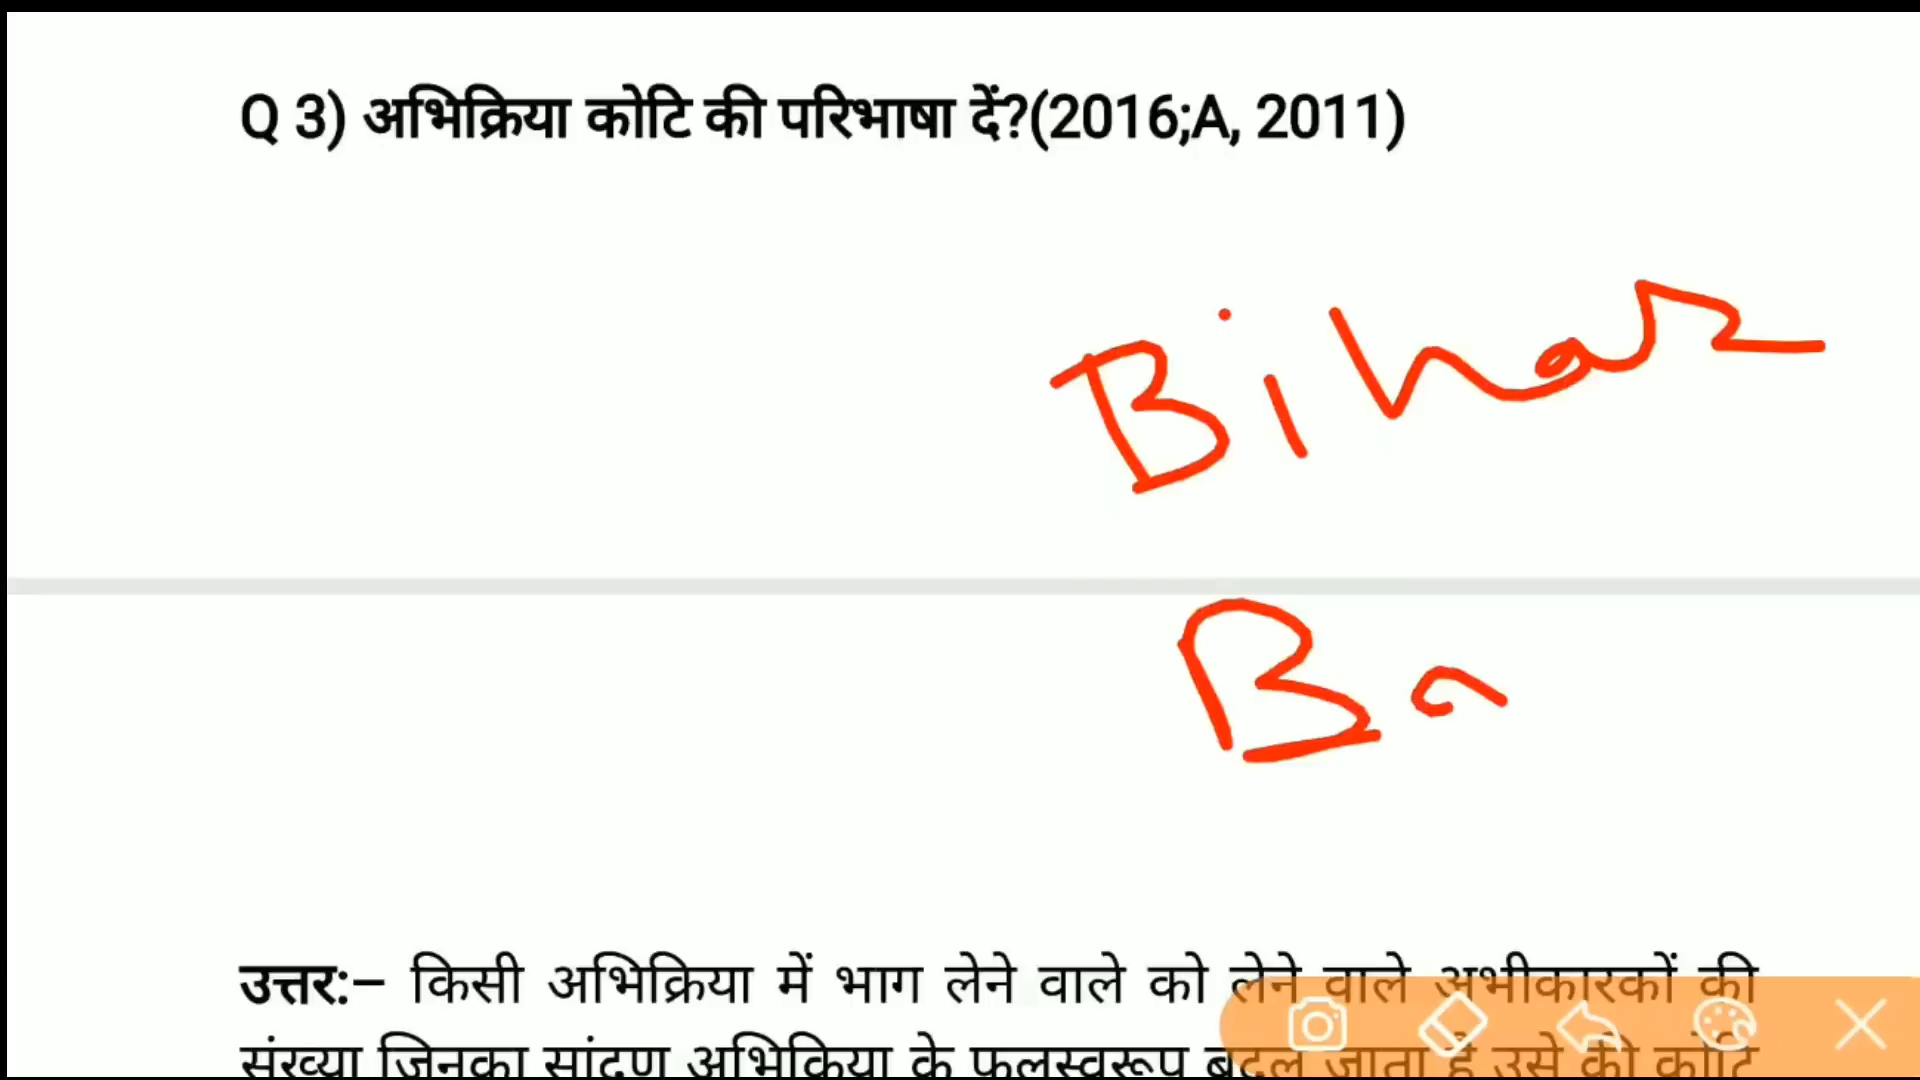 Q 3) अभिक्रिया कोटि की परिभाषा दें?(2016;A, 2011)
Bihar
Ba
उत्तर:– किसी अभिक्रिया में भाग लेने वाले को लेने वाले अभीकारकों की
संख्या जिनका सांद्रण अभिक्रिया के फलस्वरूप बदल जाता है उसे की कोटि